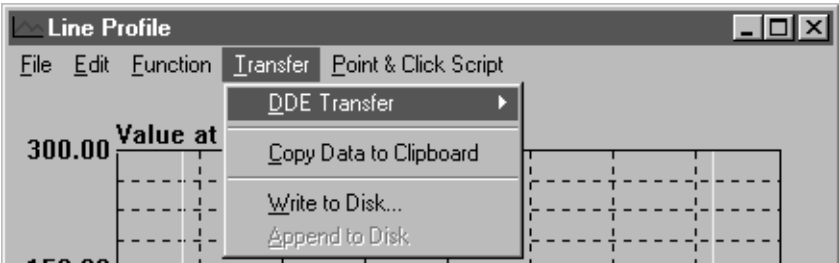 Line Profile
File Edit Function Transfer Point & Click Script
DDE Transfer
Value at
300.00
Copy Data to Clipboard
Write to Disk...
Append to Disk